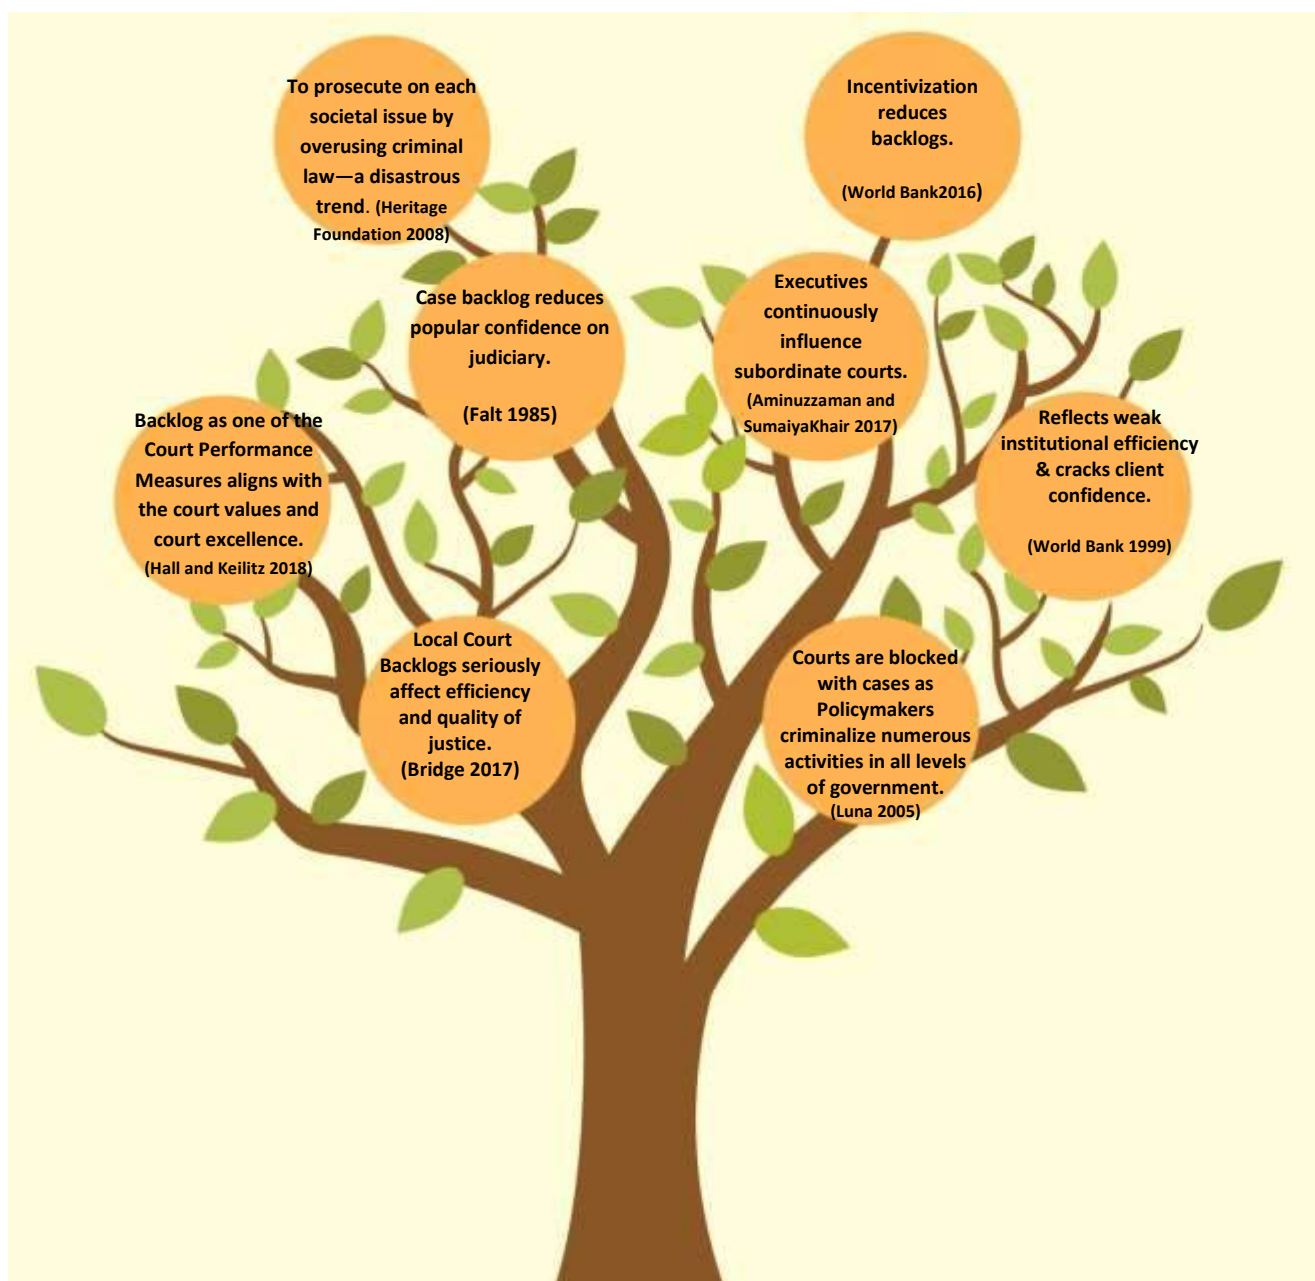 To prosecute on each
societal issue by
overusing criminal
law—a disastrous
trend. (Heritage
Foundation 2008)
Incentivization
reduces
backlogs.
(World Bank2016)
Case backlog reduces
popular confidence on
judiciary.
(Falt 1985)
Executives
continuously
influence
subordinate courts.
(Aminuzzaman and
SumaiyaKhair 2017)
Backlog as one of the
Court Performance
Measures aligns with
the court values and
court excellence.
(Hall and Keilitz 2018)
Reflects weak
institutional efficiency
& cracks client
confidence.
(World Bank 1999)
Local Court
Backlogs seriously
affect efficiency
and quality of
justice.
(Bridge 2017)
Courts are blocked
with cases as
Policymakers
criminalize numerous
activities in all levels
of government.
(Luna 2005)